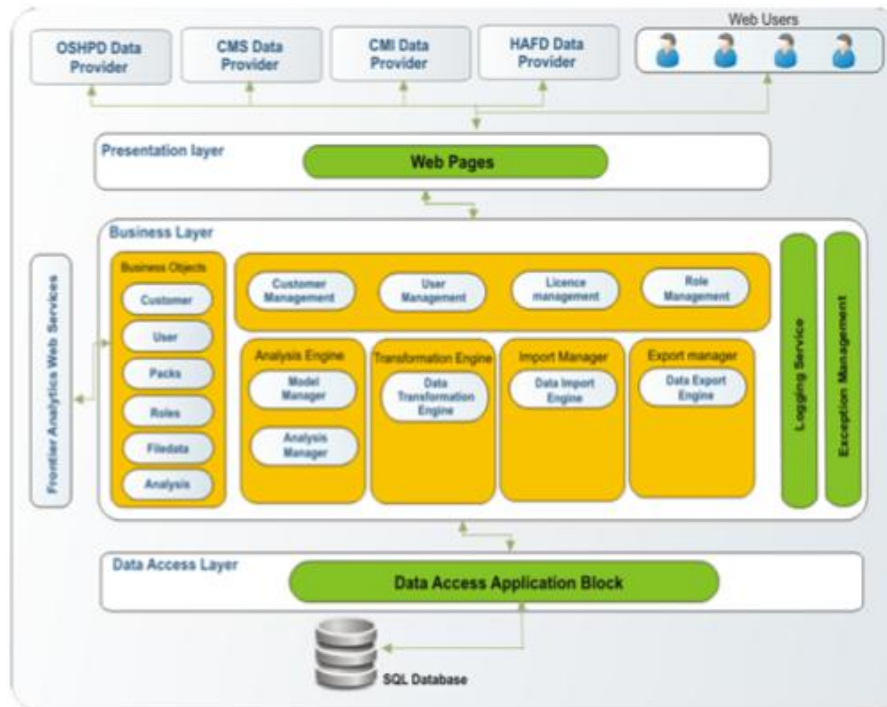 Web Users
OSHPD Data
Provider
CMS Data
Provider
CMI Data
Provider
HAFD Data
Provider
Presentation layer
Web Pages
Business Layer
Business Objects
Customer
User
Packs
Roles
Filedata
Analysis
Customer
Management
User
Management
Licence
management
Role
Management
Analysis Engine
Model
Manager
Analysis
Manager
Transformation Engine
Data
Transformation
Engine
Import Manager
Data Import
Engine
Export manager
Data Export
Engine
Logging Service
Exception Management
Frontier Analytics Web Services
Data Access Layer
Data Access Application Block
SQL Database